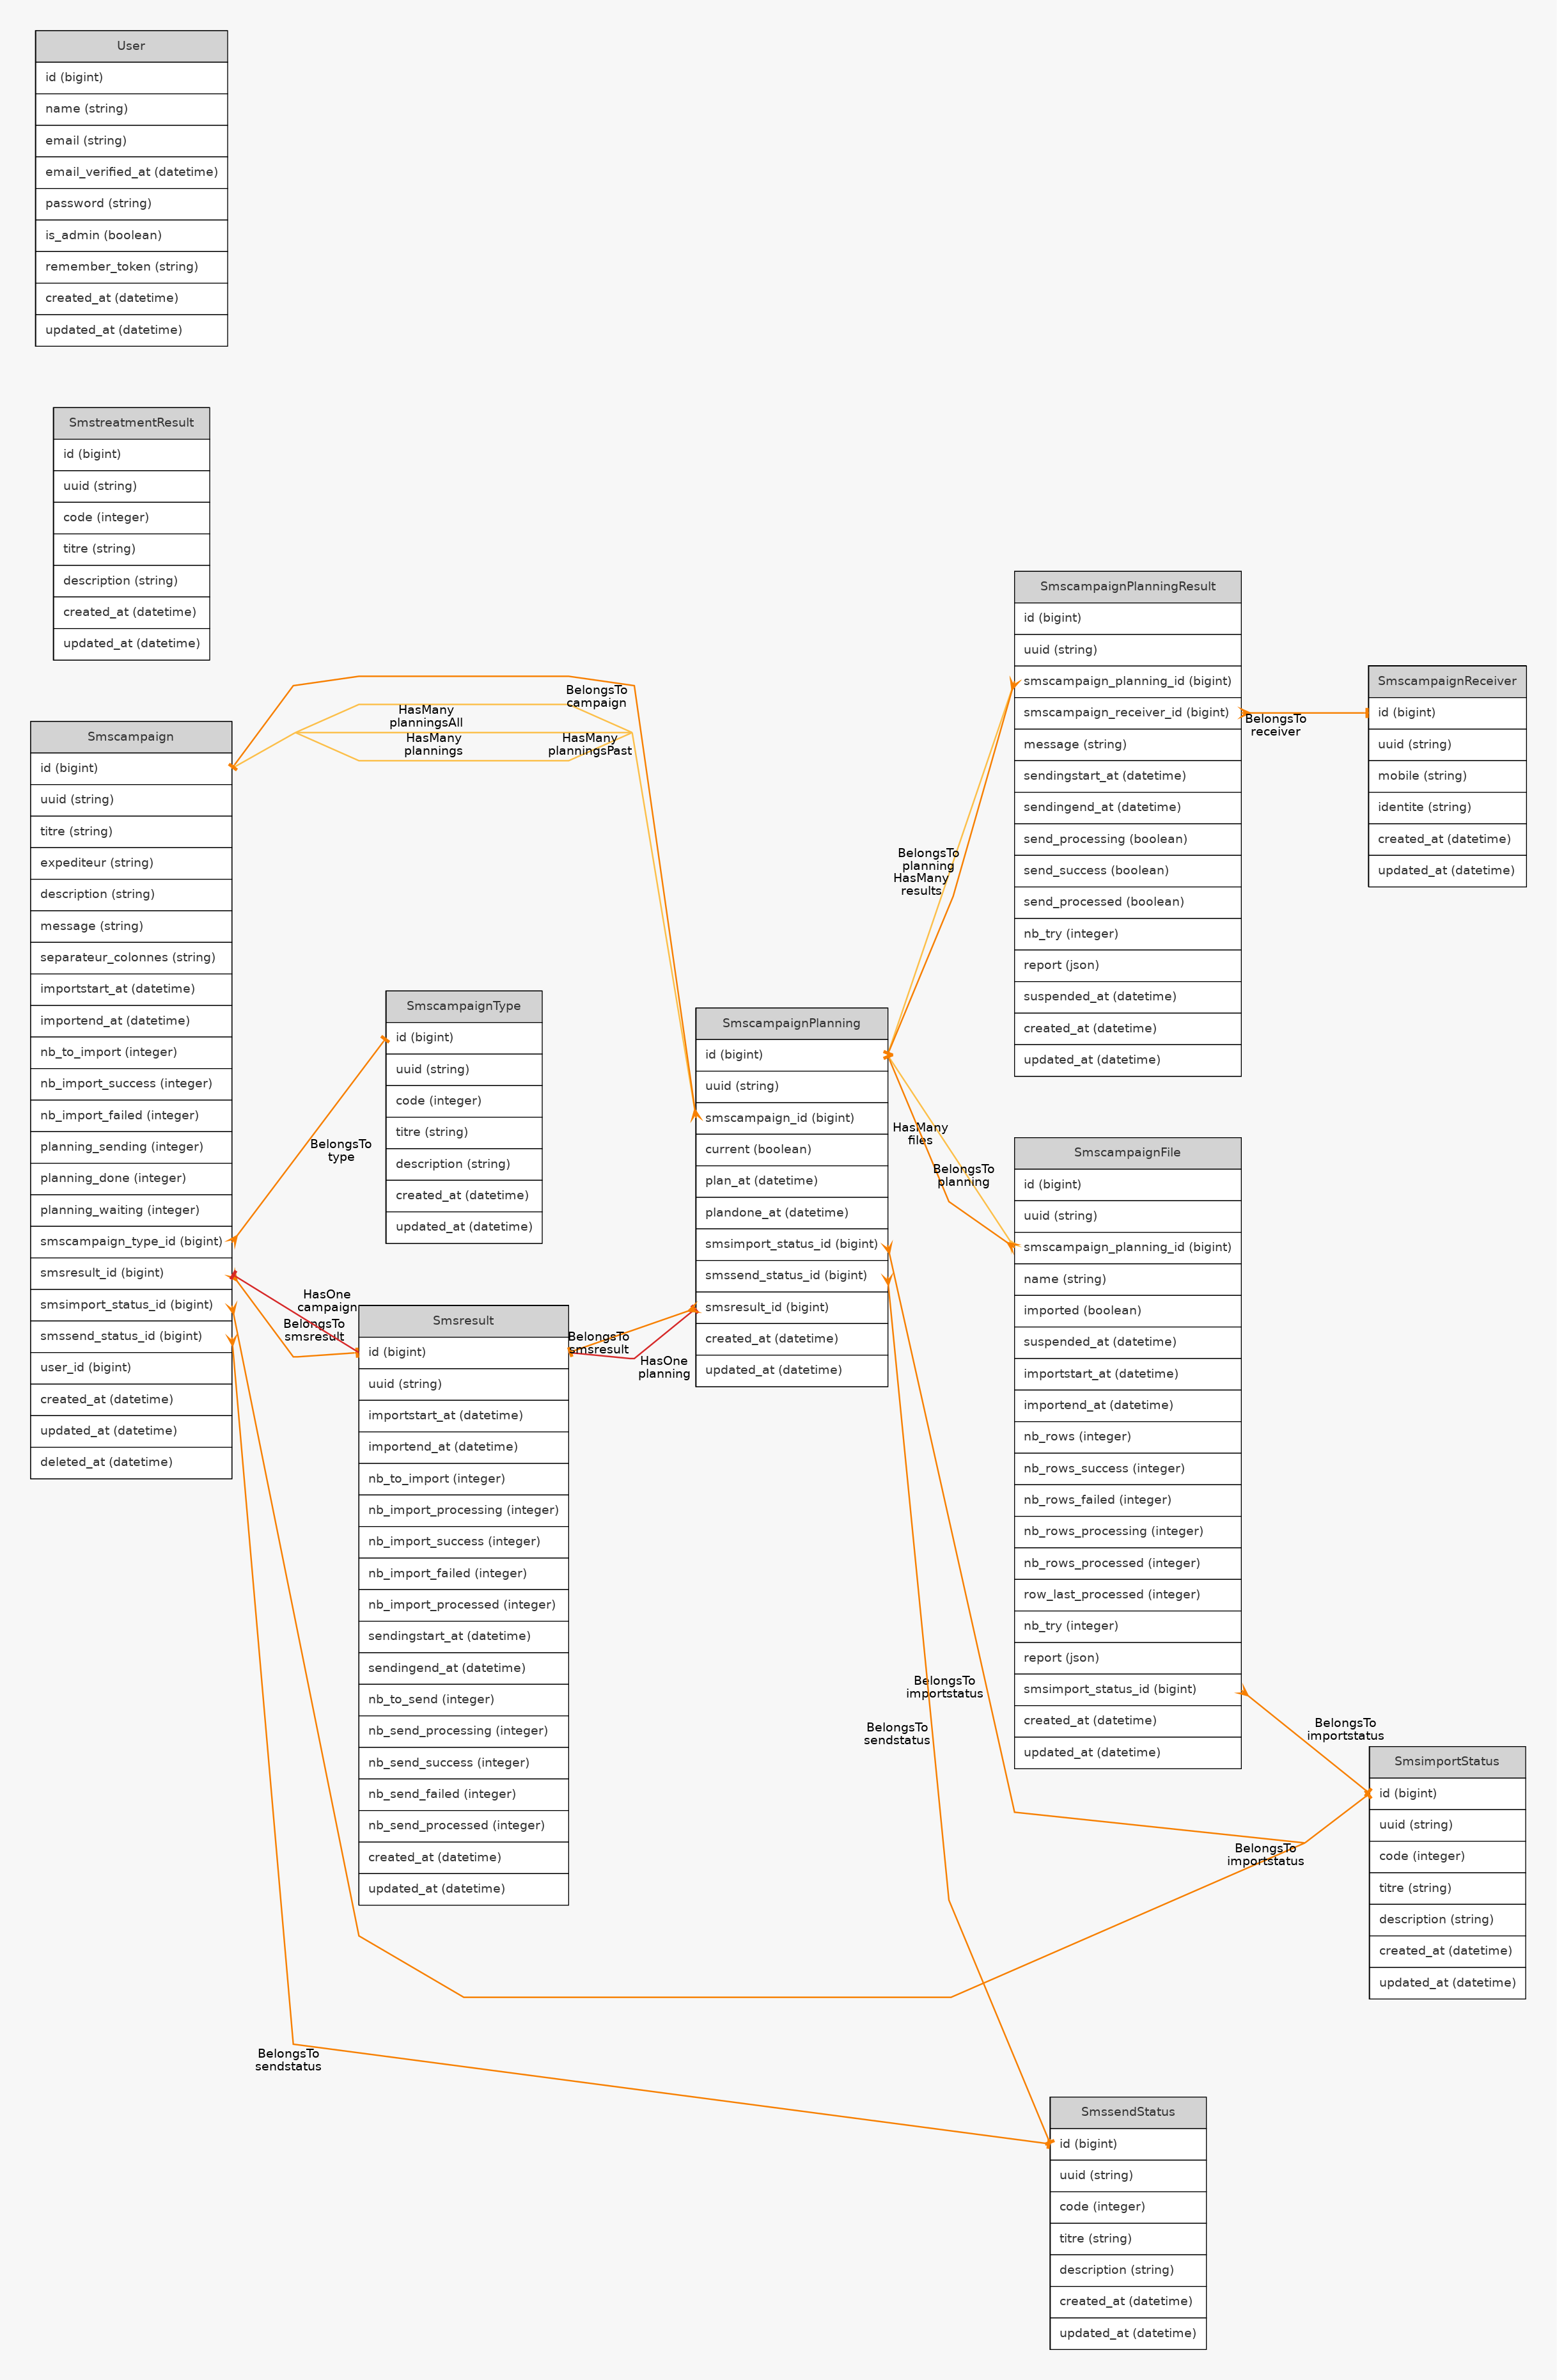 User
id (bigint)
name (string)
email (string)
email_verified_at (datetime)
password (string)
is_admin (boolean)
remember_token (string)
created_at (datetime)
updated_at (datetime)
SmstreatmentResult
id (bigint)
uuid (string)
code (integer)
titre (string)
description (string)
created_at (datetime)
updated_at (datetime)
Smscampaign
id (bigint)
uuid (string)
titre (string)
expediteur (string)
description (string)
message (string)
separateur_colonnes (string)
importstart_at (datetime)
importend_at (datetime)
nb_to_import (integer)
nb_import_success (integer)
nb_import_failed (integer)
planning_sending (integer)
planning_done (integer)
planning_waiting (integer)
smscampaign_type_id (bigint)
smsresult_id (bigint)
smsimport_status_id (bigint)
smssend_status_id (bigint)
user_id (bigint)
created_at (datetime)
updated_at (datetime)
deleted_at (datetime)
BelongsTo
campaign
HasMany
planningsAll
HasMany
plannings
HasMany
planningsPast
BelongsTo
type
HasOne
campaign
BelongsTo
smsresult
BelongsTo
sendstatus
SmscampaignType
id (bigint)
uuid (string)
code (integer)
titre (string)
description (string)
created_at (datetime)
updated_at (datetime)
Smsresult
id (bigint)
uuid (string)
importstart_at (datetime)
importend_at (datetime)
nb_to_import (integer)
nb_import_processing (integer)
nb_import_success (integer)
nb_import_failed (integer)
nb_import_processed (integer)
sendingstart_at (datetime)
sendingend_at (datetime)
nb_to_send (integer)
nb_send_processing (integer)
nb_send_success (integer)
nb_send_failed (integer)
nb_send_processed (integer)
created_at (datetime)
updated_at (datetime)
BelongsTo
smsresult
HasOne
planning
SmscampaignPlanning
id (bigint)
uuid (string)
smscampaign_id (bigint)
current (boolean)
plan_at (datetime)
plandone_at (datetime)
smsimport_status_id (bigint)
smssend_status_id (bigint)
smsresult_id (bigint)
created_at (datetime)
updated_at (datetime)
BelongsTo
planning
HasMany
results
HasMany
files
BelongsTo
planning
BelongsTo
importstatus
BelongsTo
sendstatus
SmscampaignPlanningResult
id (bigint)
uuid (string)
smscampaign_planning_id (bigint)
smscampaign_receiver_id (bigint)
message (string)
sendingstart_at (datetime)
sendingend_at (datetime)
send_processing (boolean)
send_success (boolean)
send_processed (boolean)
nb_try (integer)
report (json)
suspended_at (datetime)
created_at (datetime)
updated_at (datetime)
BelongsTo
receiver
SmscampaignReceiver
id (bigint)
uuid (string)
mobile (string)
identite (string)
created_at (datetime)
updated_at (datetime)
SmscampaignFile
id (bigint)
uuid (string)
smscampaign_planning_id (bigint)
name (string)
imported (boolean)
suspended_at (datetime)
importstart_at (datetime)
importend_at (datetime)
nb_rows (integer)
nb_rows_success (integer)
nb_rows_failed (integer)
nb_rows_processing (integer)
nb_rows_processed (integer)
row_last_processed (integer)
nb_try (integer)
report (json)
smsimport_status_id (bigint)
created_at (datetime)
updated_at (datetime)
BelongsTo
importstatus
BelongsTo
importstatus
SmsimportStatus
id (bigint)
uuid (string)
code (integer)
titre (string)
description (string)
created_at (datetime)
updated_at (datetime)
SmssendStatus
id (bigint)
uuid (string)
code (integer)
titre (string)
description (string)
created_at (datetime)
updated_at (datetime)